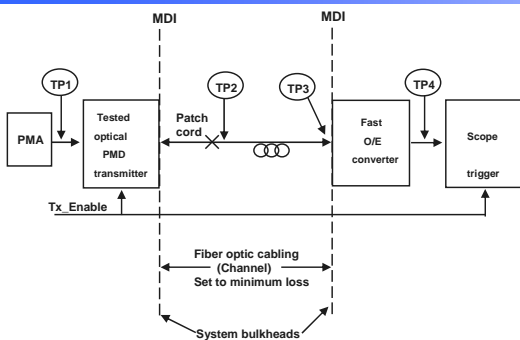 MDI
MDI
TP1
TP2
TP3
TP4
PMA
Tested
optical
PMD
transmitter
Patch
cord
Fast
O/E
converter
Scope
trigger
Tx_Enable
Fiber optic cabling
(Channel)
Set to minimum loss
System bulkheads